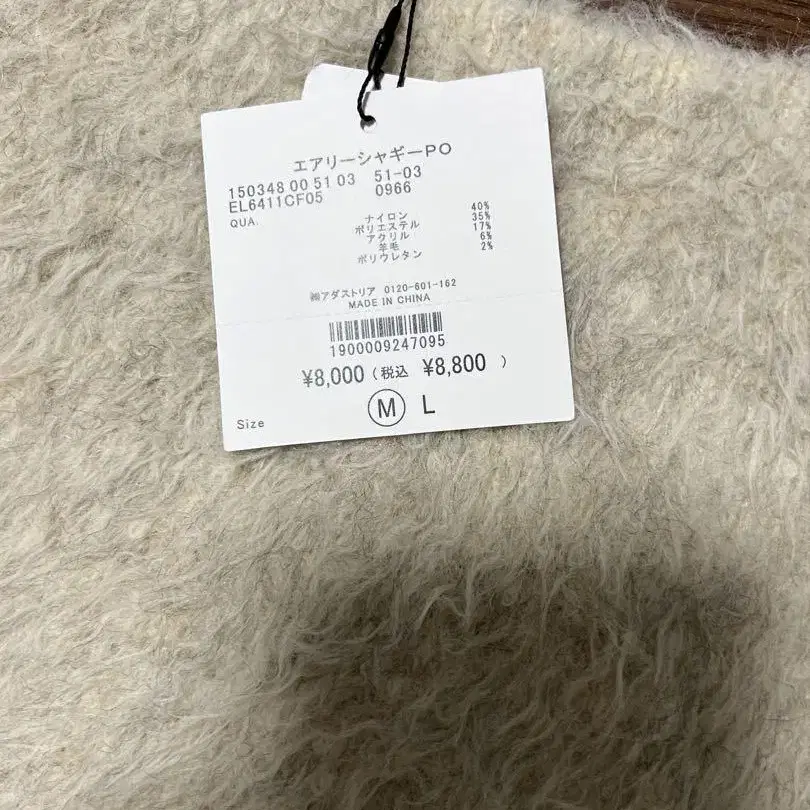 エアリーシャギーPO
150348 00 51 03 51-03
EL6411CF05 0966
QUA.
ナイロン 40%
ポリエステル 35%
アクリル 17%
羊毛 6%
ポリウレタン 2%
㈱アダストリア 0120-601-162
MADE IN CHINA
1900009247095
¥8,000 (税込 ¥8,800 )
Size M L